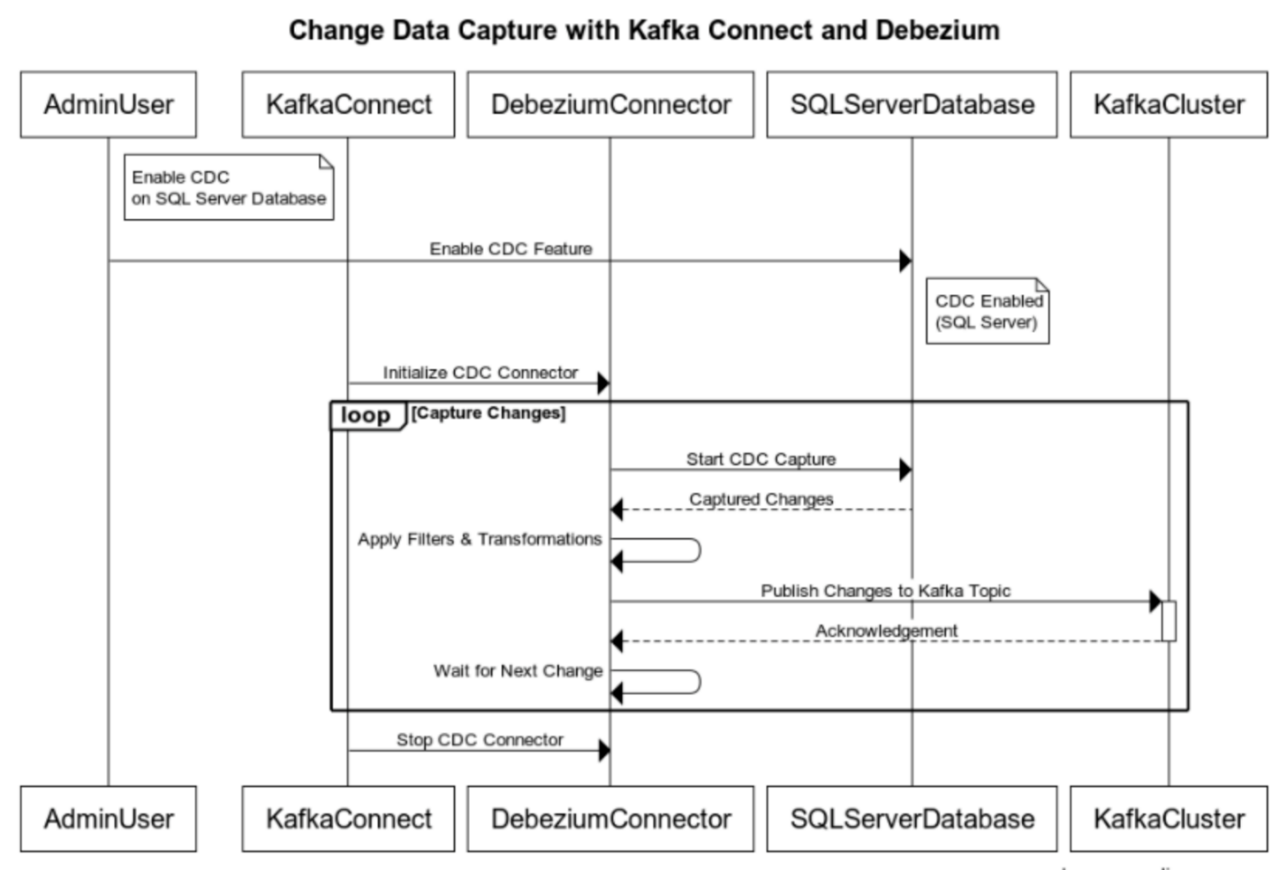 Change Data Capture with Kafka Connect and Debezium
AdminUser
KafkaConnect
DebeziumConnector
SQLServerDatabase
KafkaCluster
Enable CDC
on SQL Server Database
Enable CDC Feature
CDC Enabled
(SQL Server)
Initialize CDC Connector
loop
[Capture Changes]
Start CDC Capture
Captured Changes
Apply Filters & Transformations
Publish Changes to Kafka Topic
Acknowledgement
Wait for Next Change
Stop CDC Connector
AdminUser
KafkaConnect
DebeziumConnector
SQLServerDatabase
KafkaCluster